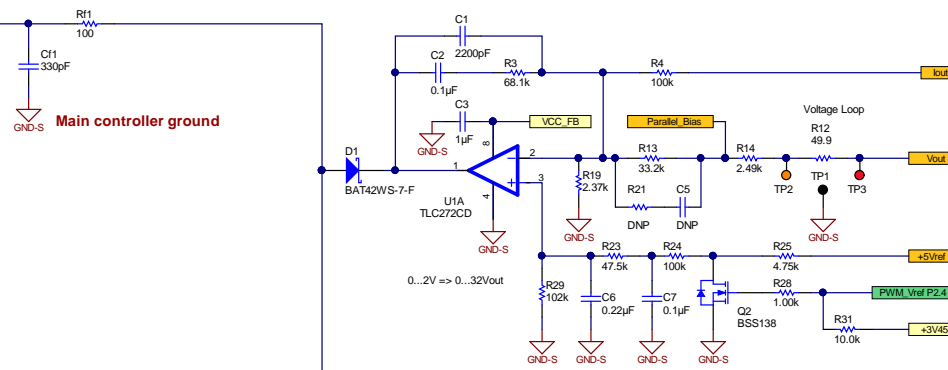 Rf1
100
Cf1
330pF
GND-S
Main controller ground
C1
2200pF
C2
0.1µF
R3
68.1k
R4
100k
Iout
C3
1µF
GND-S
VCC_FB
Parallel_Bias
Voltage Loop
R12
49.9
D1
BAT42WS-7-F
1
8
2
3
4
U1A
TLC272CD
GND-S
R19
2.37k
GND-S
R13
33.2k
R21
DNP
C5
DNP
R14
2.49k
TP2
TP1
TP3
GND-S
Vout
0...2V => 0...32Vout
R29
102k
GND-S
R23
47.5k
C6
0.22µF
GND-S
R24
100k
C7
0.1µF
GND-S
R25
4.75k
+5Vref
Q2
BSS138
GND-S
R28
1.00k
PWM_Vref P2.4
R31
10.0k
+3V45